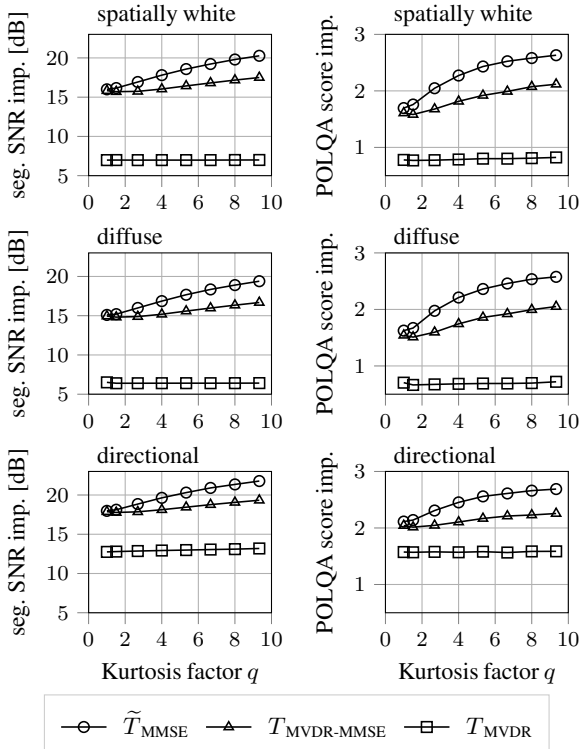 spatially white
seg. SNR imp. [dB]
20
15
10
5
0 2 4 6 8 10
spatially white
POLQA score imp.
3
2
1
0 2 4 6 8 10
diffuse
seg. SNR imp. [dB]
20
15
10
5
0 2 4 6 8 10
diffuse
POLQA score imp.
3
2
1
0 2 4 6 8 10
directional
seg. SNR imp. [dB]
20
15
10
5
0 2 4 6 8 10
Kurtosis factor q
directional
POLQA score imp.
3
2
1
0 2 4 6 8 10
Kurtosis factor q
T̃MMSE TMVDR-MMSE TMVDR